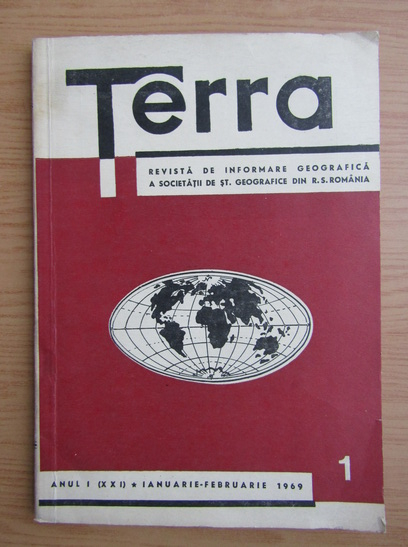 Terra
REVISTĂ DE INFORMARE GEOGRAFICĂ
A SOCIETĂȚII DE ȘT. GEOGRAFICE DIN R.S.ROMÂNIA
1
ANUL I (XXI) ★ IANUARIE-FEBRUARIE 1969